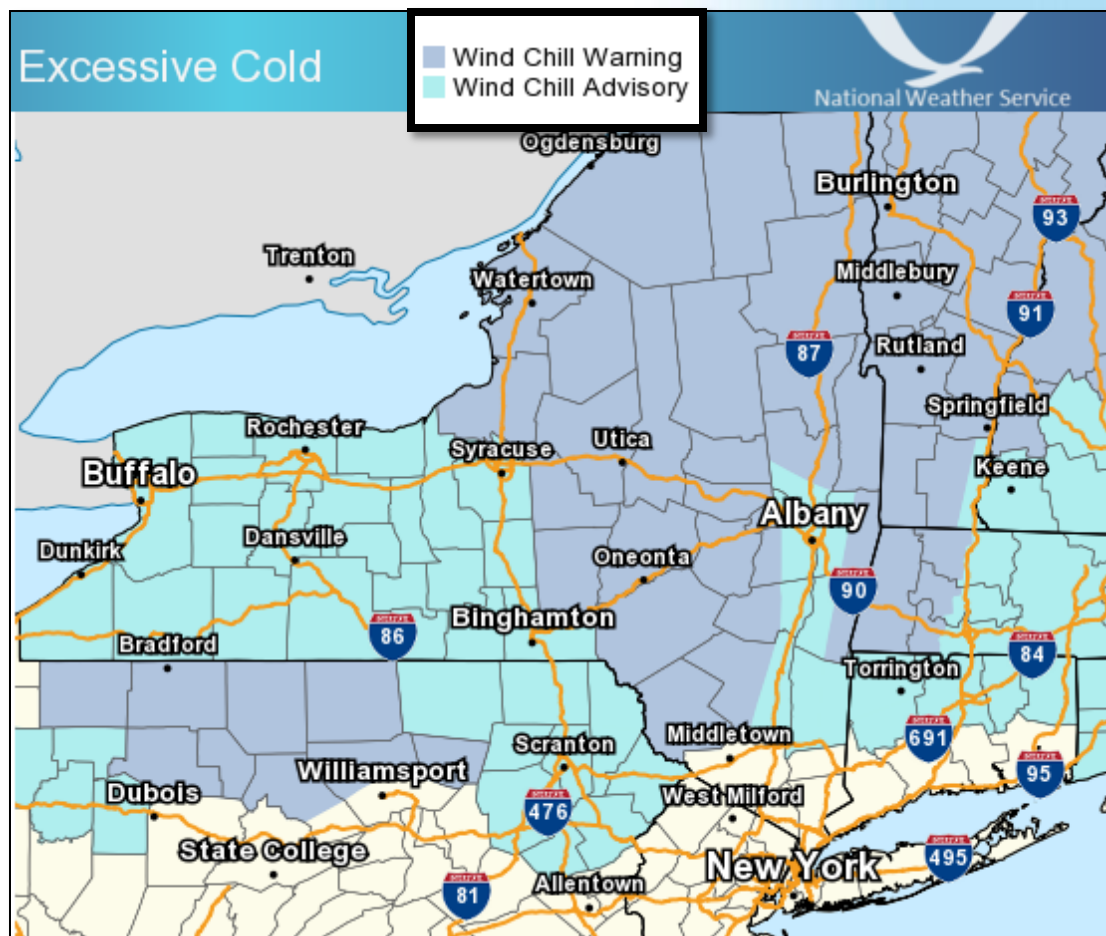 Excessive Cold
Wind Chill Warning
Wind Chill Advisory
National Weather Service
Ogdensburg
Burlington
93
Trenton
Watertown
Middlebury
91
87
Rutland
Springfield
Rochester
Syracuse
Utica
Keene
Buffalo
Albany
Dunkirk
Dansville
Oneonta
90
Binghamton
86
Bradford
84
Torrington
Middletown
691
Scranton
Williamsport
95
Dubois
West Milford
476
State College
New York
495
81
Allentown